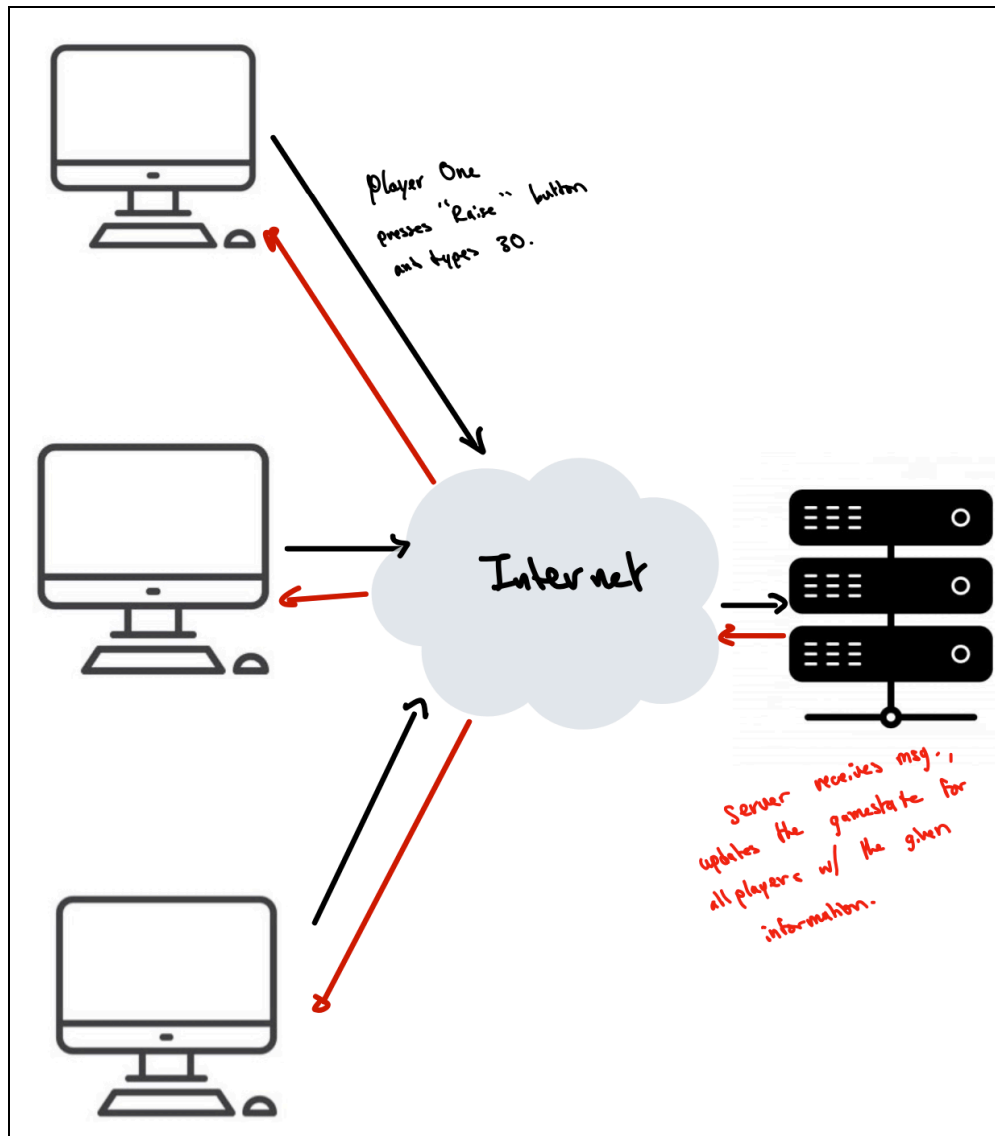 Player One
presses "Raise" button
and types 30.
Internet
Server receives msg.,
updates the gamestate for
all players w/ the given
information.